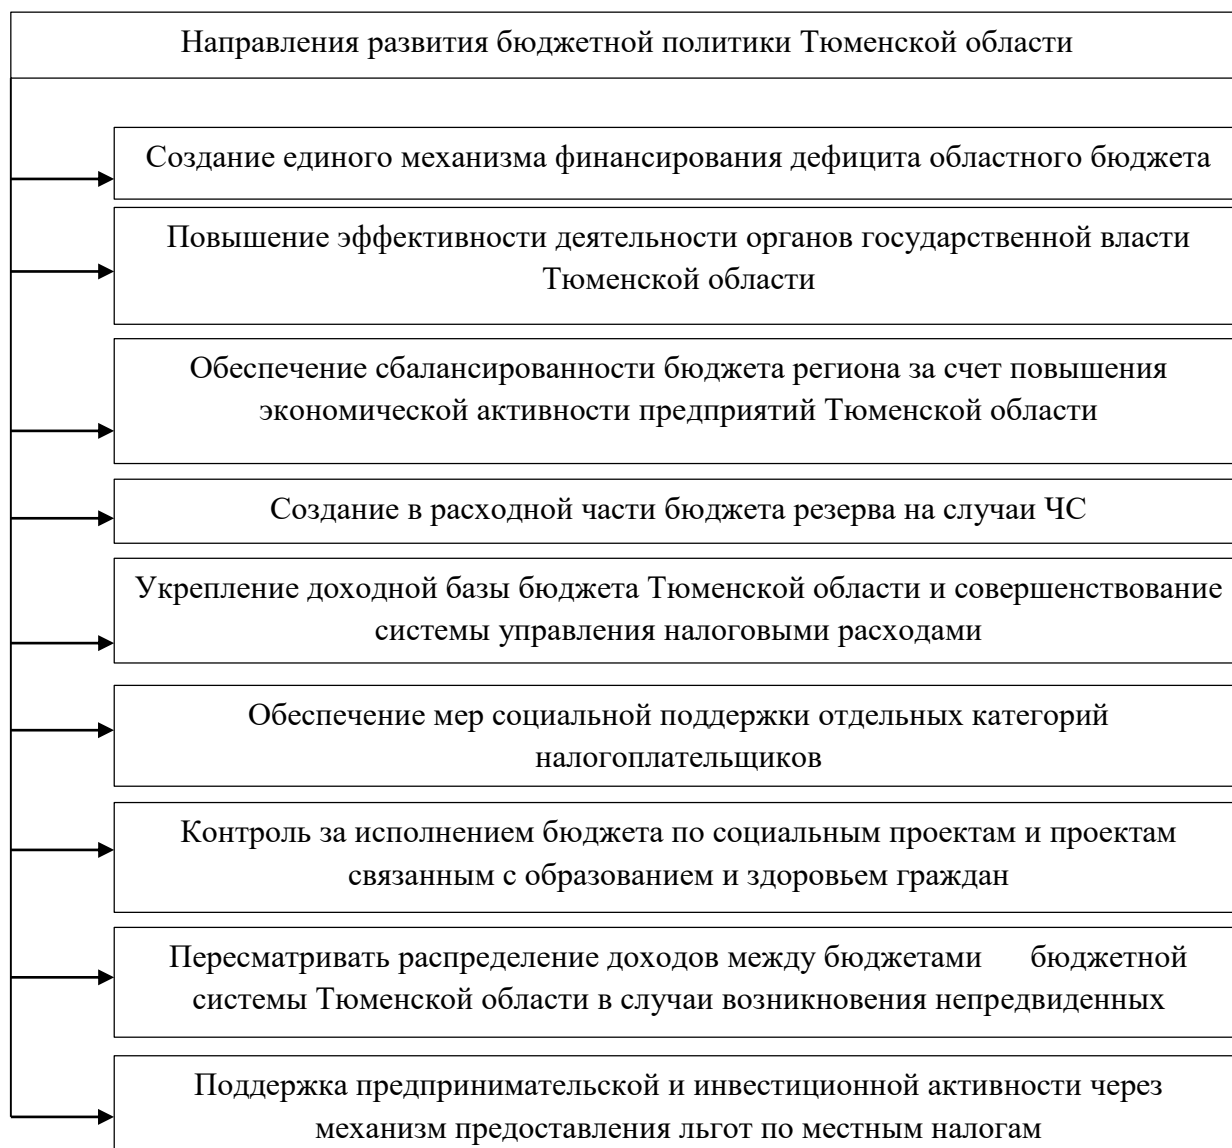 Направления развития бюджетной политики Тюменской области
Создание единого механизма финансирования дефицита областного бюджета
Повышение эффективности деятельности органов государственной власти
Тюменской области
Обеспечение сбалансированности бюджета региона за счет повышения
экономической активности предприятий Тюменской области
Создание в расходной части бюджета резерва на случаи ЧС
Укрепление доходной базы бюджета Тюменской области и совершенствование
системы управления налоговыми расходами
Обеспечение мер социальной поддержки отдельных категорий
налогоплательщиков
Контроль за исполнением бюджета по социальным проектам и проектам
связанным с образованием и здоровьем граждан
Пересматривать распределение доходов между бюджетами бюджетной
системы Тюменской области в случаи возникновения непредвиденных
Поддержка предпринимательской и инвестиционной активности через
механизм предоставления льгот по местным налогам